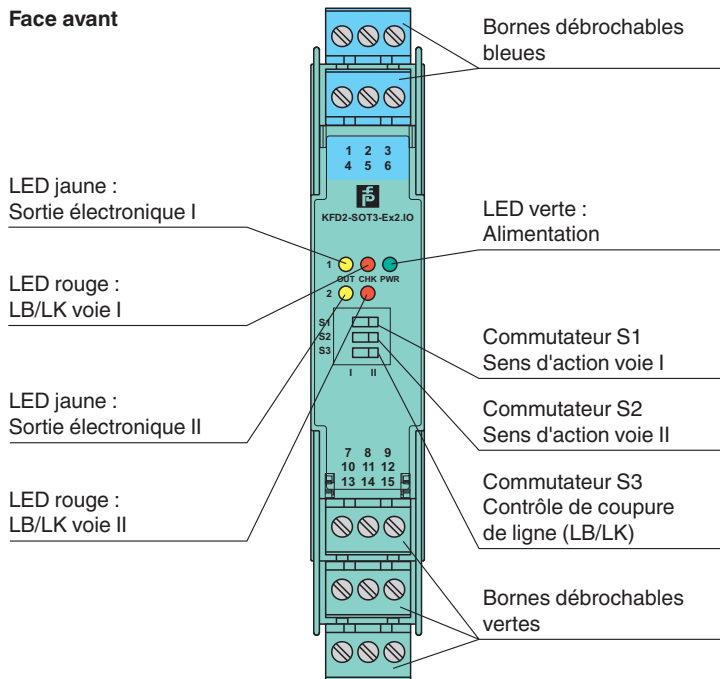 Face avant
Bornes débrochables
bleues
1 2 3
4 5 6
LED jaune :
Sortie électronique I
KFD2-SOT3-Ex2.IO
LED verte :
Alimentation
1
OUT CHK PWR
2
LED rouge :
LB/LK voie I
S1
S2
S3
I II
Commutateur S1
Sens d'action voie I
LED jaune :
Sortie électronique II
Commutateur S2
Sens d'action voie II
7 8 9
10 11 12
13 14 15
LED rouge :
LB/LK voie II
Commutateur S3
Contrôle de coupure
de ligne (LB/LK)
Bornes débrochables
vertes